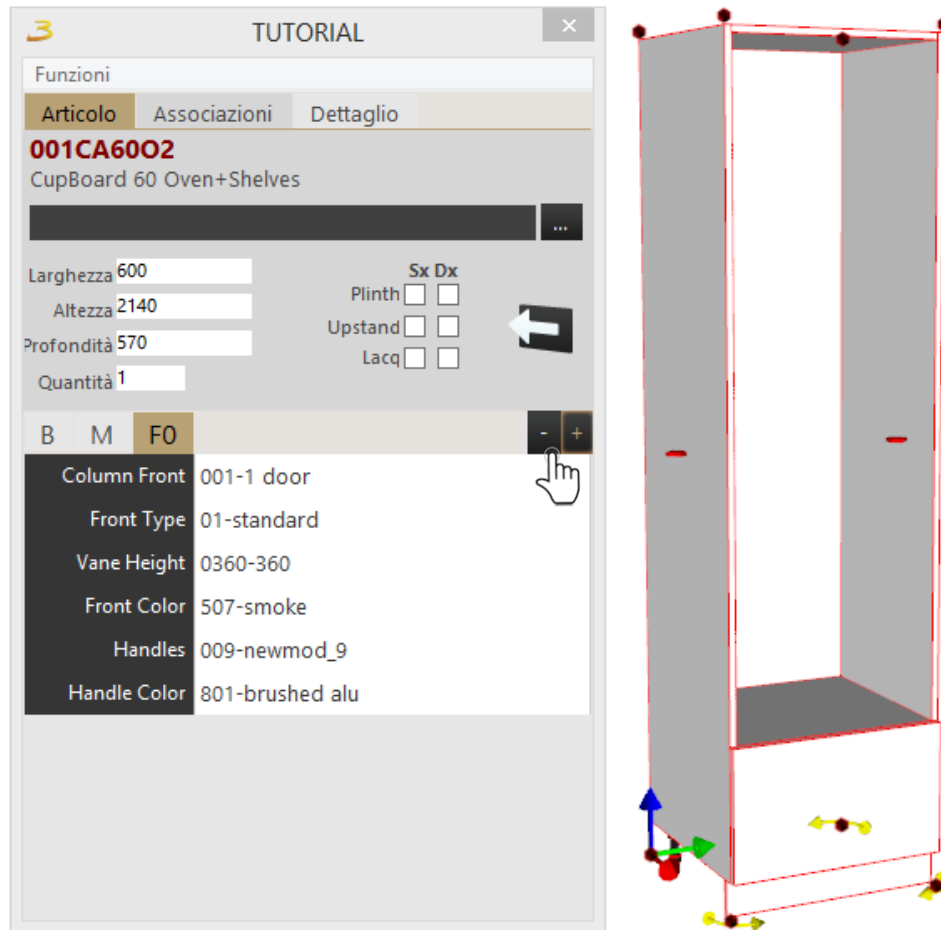 TUTORIAL
×
Funzioni
Articolo Associazioni Dettaglio
001CA60O2
CupBoard 60 Oven+Shelves
...
Larghezza 600
Altezza 2140
Profondità 570
Quantità 1
Sx Dx
Plinth
Upstand
Lacq
B M F0 - +
Column Front 001-1 door
Front Type 01-standard
Vane Height 0360-360
Front Color 507-smoke
Handles 009-newmod_9
Handle Color 801-brushed alu